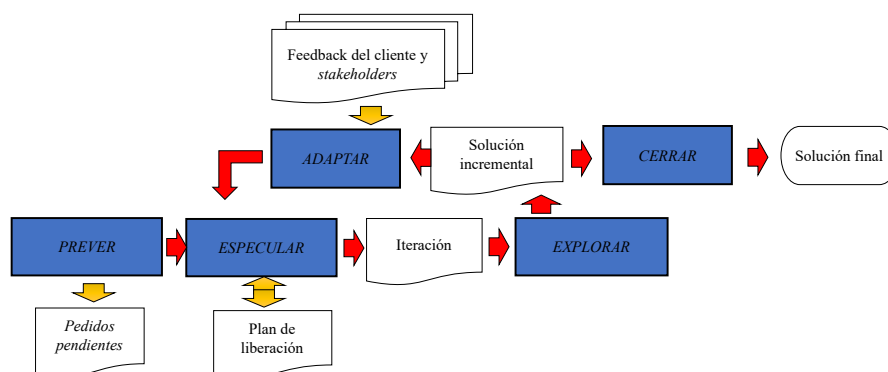 Feedback del cliente y
stakeholders
ADAPTAR
Solución
incremental
CERRAR
Solución final
PREVER
ESPECULAR
Iteración
EXPLORAR
Pedidos
pendientes
Plan de
liberación